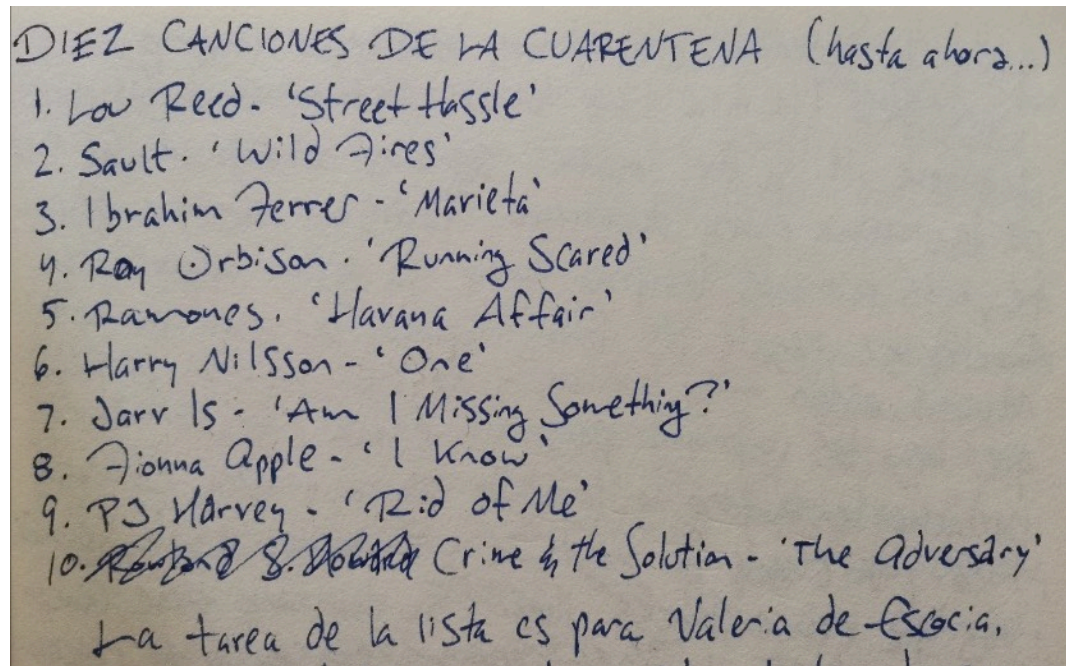 DIEZ CANCIONES DE LA CUARENTENA (hasta ahora...)
1. Lou Reed - 'Street Hassle'
2. Sault - 'Wild Fires'
3. Ibrahim Ferrer - 'Marieta'
4. Roy Orbison - 'Running Scared'
5. Ramones - 'Havana Affair'
6. Harry Nilsson - 'One'
7. Jarv Is - 'Am I Missing Something?'
8. Fionna Apple - 'I Know'
9. PJ Harvey - 'Rid of Me'
10. Crime & the Solution - 'The Adversary'
La tarea de la lista es para Valeria de Escocia,